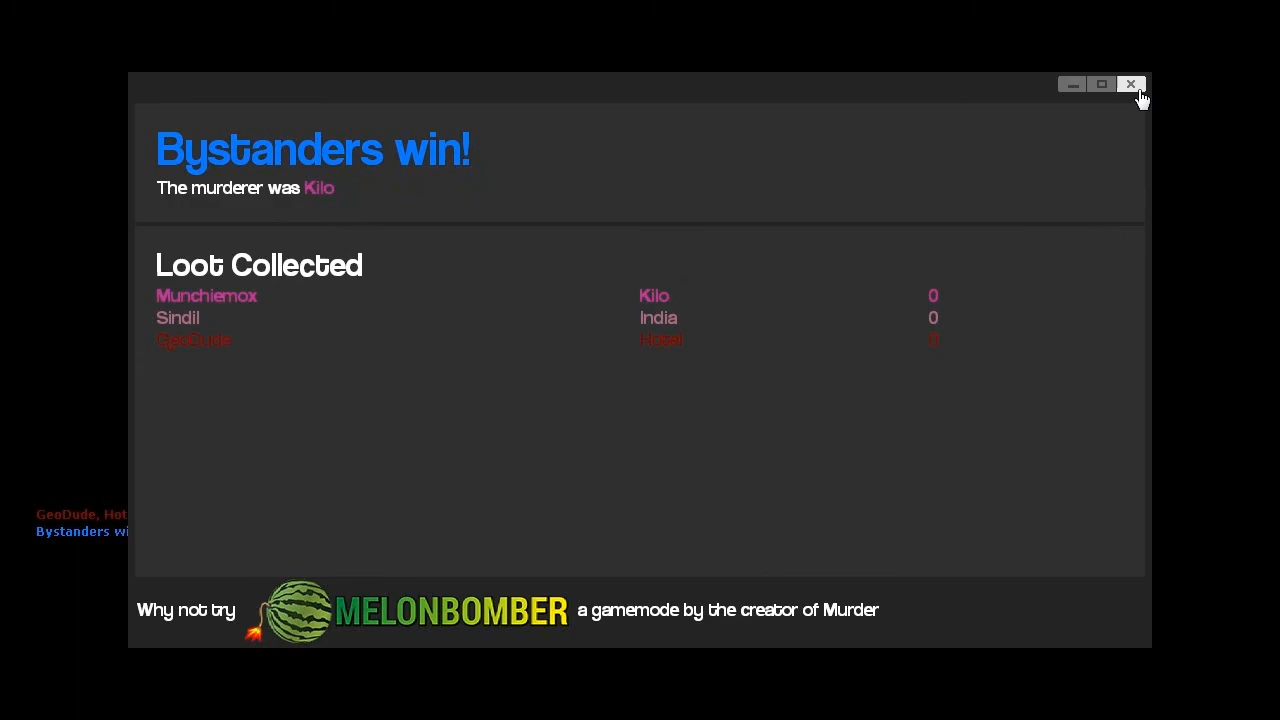 Bystanders win!
The murderer was Kilo
Loot Collected
Munchiemox Kilo 0
Sindil India 0
GeoDude Hotel 0
GeoDude, Hot
Bystanders wi
Why not try MELONBOMBER a gamemode by the creator of Murder